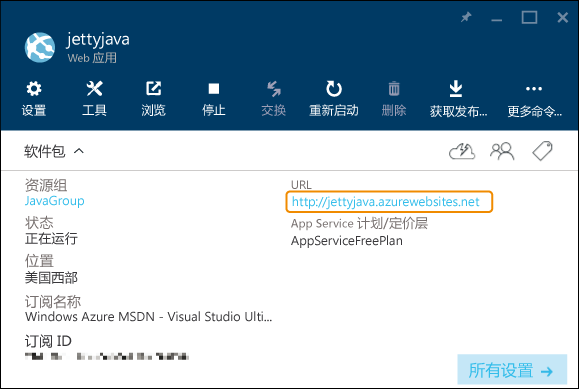 jettyjava
Web 应用
设置 工具 浏览 停止 交换 重新启动 删除 获取发布... 更多命令...
软件包
资源组
JavaGroup
URL
http://jettyjava.azurewebsites.net
状态
正在运行
App Service 计划/定价层
AppServiceFreePlan
位置
美国西部
订阅名称
Windows Azure MSDN - Visual Studio Ulti...
订阅 ID
所有设置 →